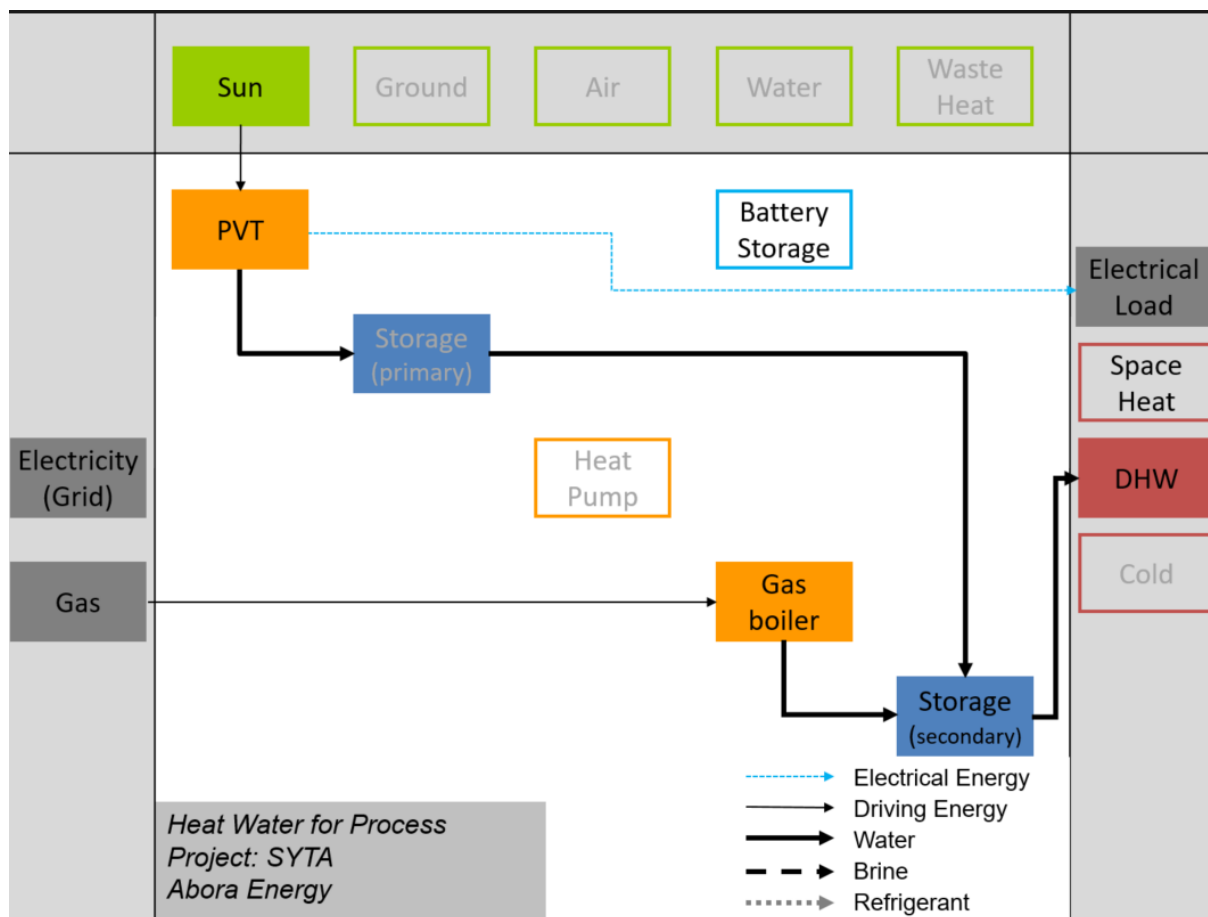 Sun
Ground
Air
Water
Waste
Heat
PVT
Battery
Storage
Electrical
Load
Storage
(primary)
Space
Heat
Electricity
(Grid)
Heat
Pump
DHW
Gas
Gas
boiler
Cold
Storage
(secondary)
Electrical Energy
Driving Energy
Water
Brine
Refrigerant
Heat Water for Process
Project: SYTA
Abora Energy